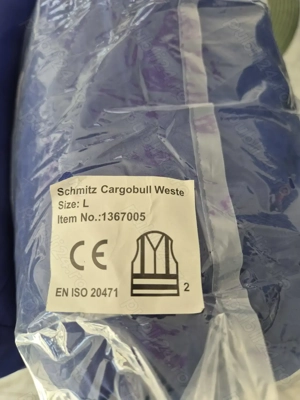 Schmitz Cargobull Weste
Size: L
Item No.:1367005
CE
EN ISO 20471
2